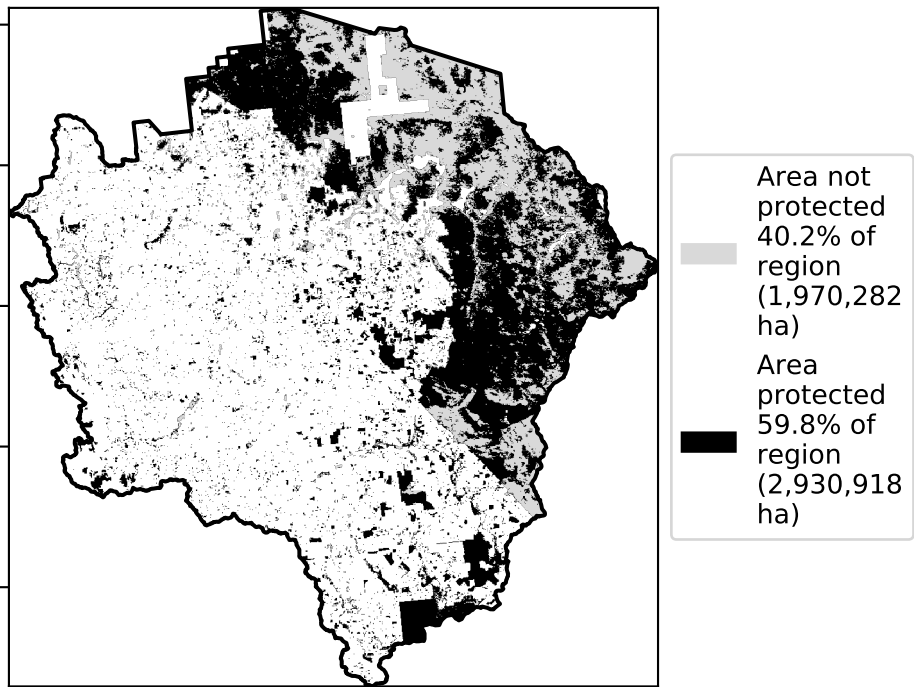 Area not
protected
40.2% of
region
(1,970,282
ha)
Area
protected
59.8% of
region
(2,930,918
ha)